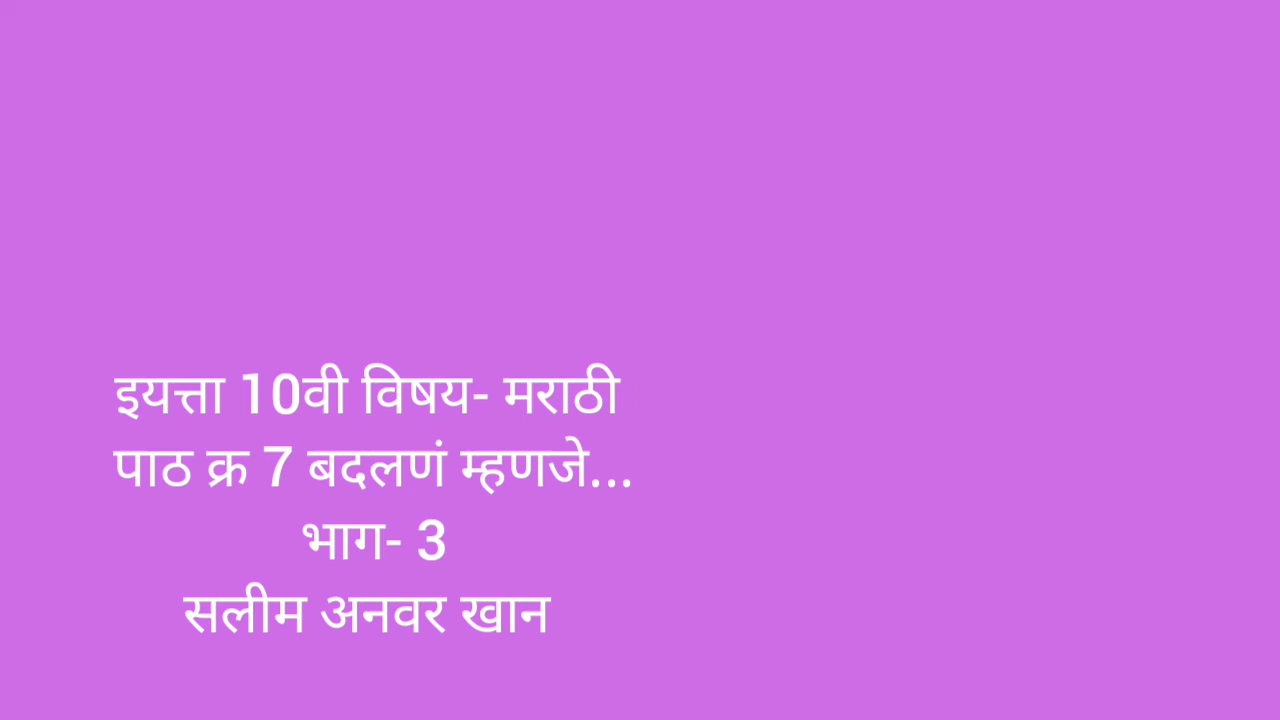 इयत्ता 10वी विषय- मराठी
पाठ क्र 7 बदलणं म्हणजे...
भाग- 3
सलीम अनवर खान